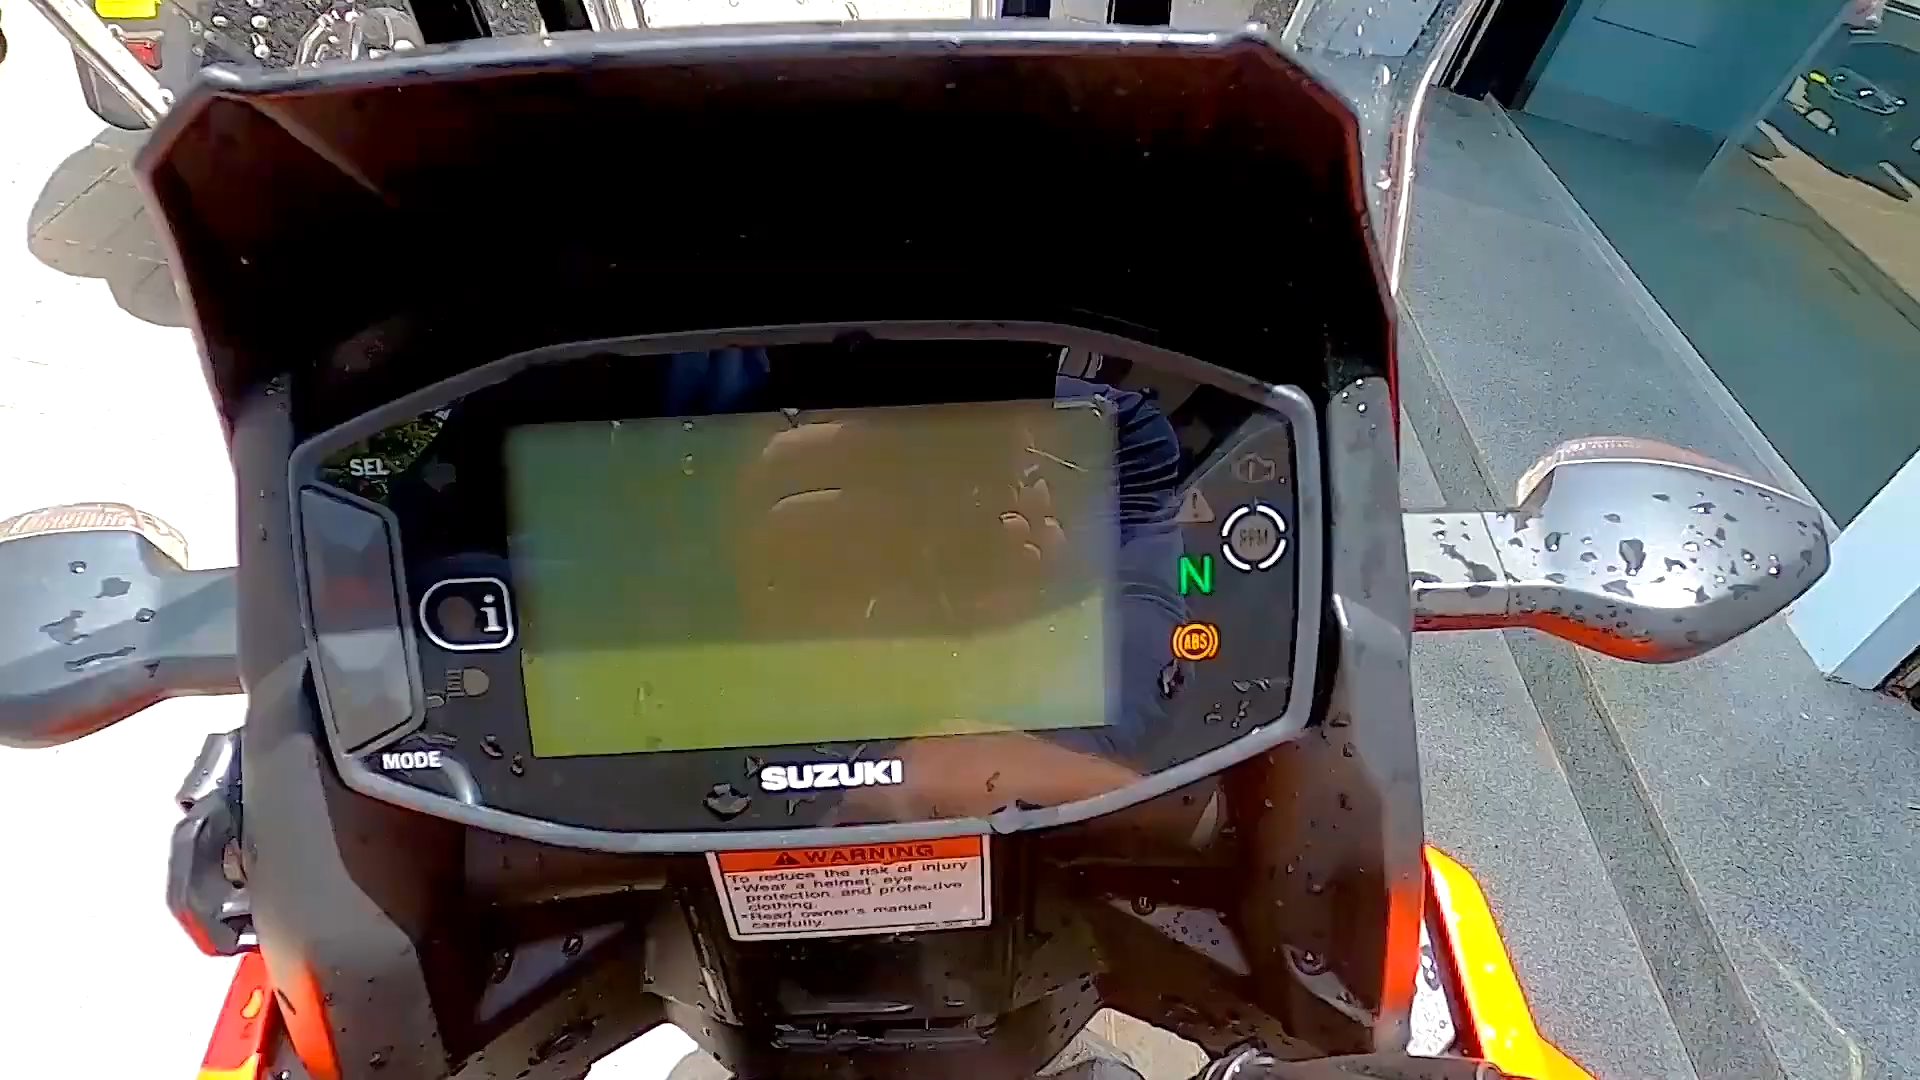 SEL
i
RPM
N
ABS
MODE
SUZUKI
WARNING
To reduce the risk of injury
•Wear a helmet, eye
protection, and protective
clothing.
•Read owner's manual
carefully.